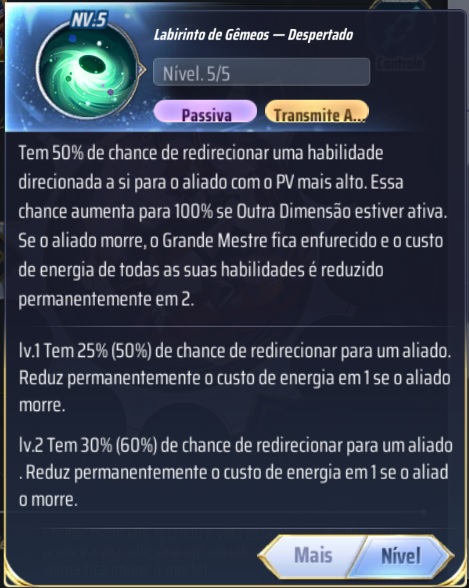 NV.5
Labirinto de Gêmeos — Despertado
Nível. 5/5
Passiva
Transmite A...
Tem 50% de chance de redirecionar uma habilidade
direcionada a si para o aliado com o PV mais alto. Essa
chance aumenta para 100% se Outra Dimensão estiver ativa.
Se o aliado morre, o Grande Mestre fica enfurecido e o custo
de energia de todas as suas habilidades é reduzido
permanentemente em 2.
lv.1 Tem 25% (50%) de chance de redirecionar para um aliado.
Reduz permanentemente o custo de energia em 1 se o aliado
morre.
lv.2 Tem 30% (60%) de chance de redirecionar para um aliado
. Reduz permanentemente o custo de energia em 1 se o aliad
o morre.
Mais
Nível